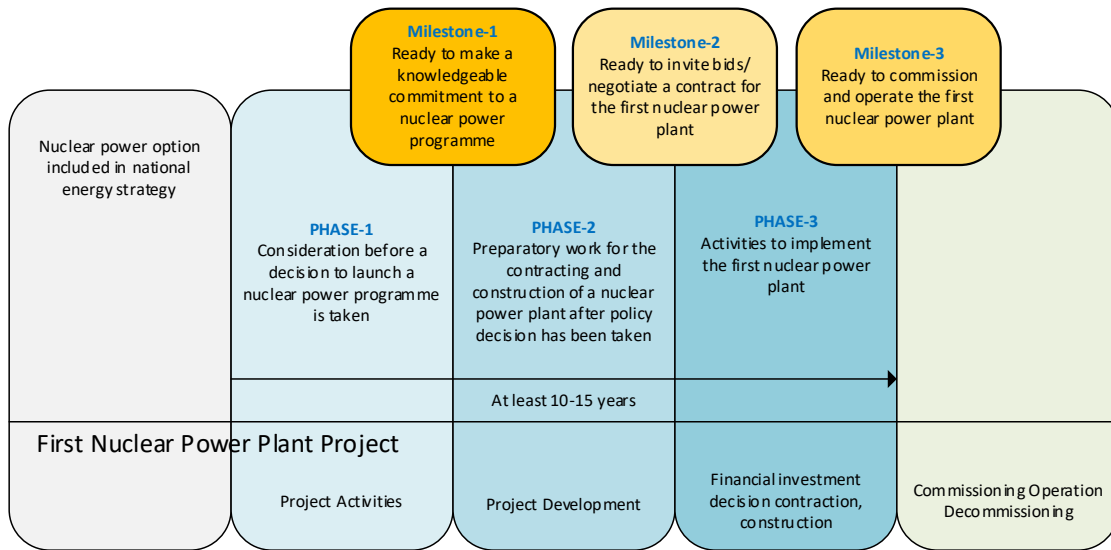 Milestone-1
Ready to make a
knowledgeable
commitment to a
nuclear power
programme
Milestone-2
Ready to invite bids/
negotiate a contract for
the first nuclear power
plant
Milestone-3
Ready to commission
and operate the first
nuclear power plant
Nuclear power option
included in national
energy strategy
PHASE-1
Consideration before a
decision to launch a
nuclear power programme
is taken
PHASE-2
Preparatory work for the
contracting and
construction of a nuclear
power plant after policy
decision has been taken
PHASE-3
Activities to implement
the first nuclear power
plant
At least 10-15 years
First Nuclear Power Plant Project
Project Activities
Project Development
Financial investment
decision contraction,
construction
Commissioning Operation
Decommissioning